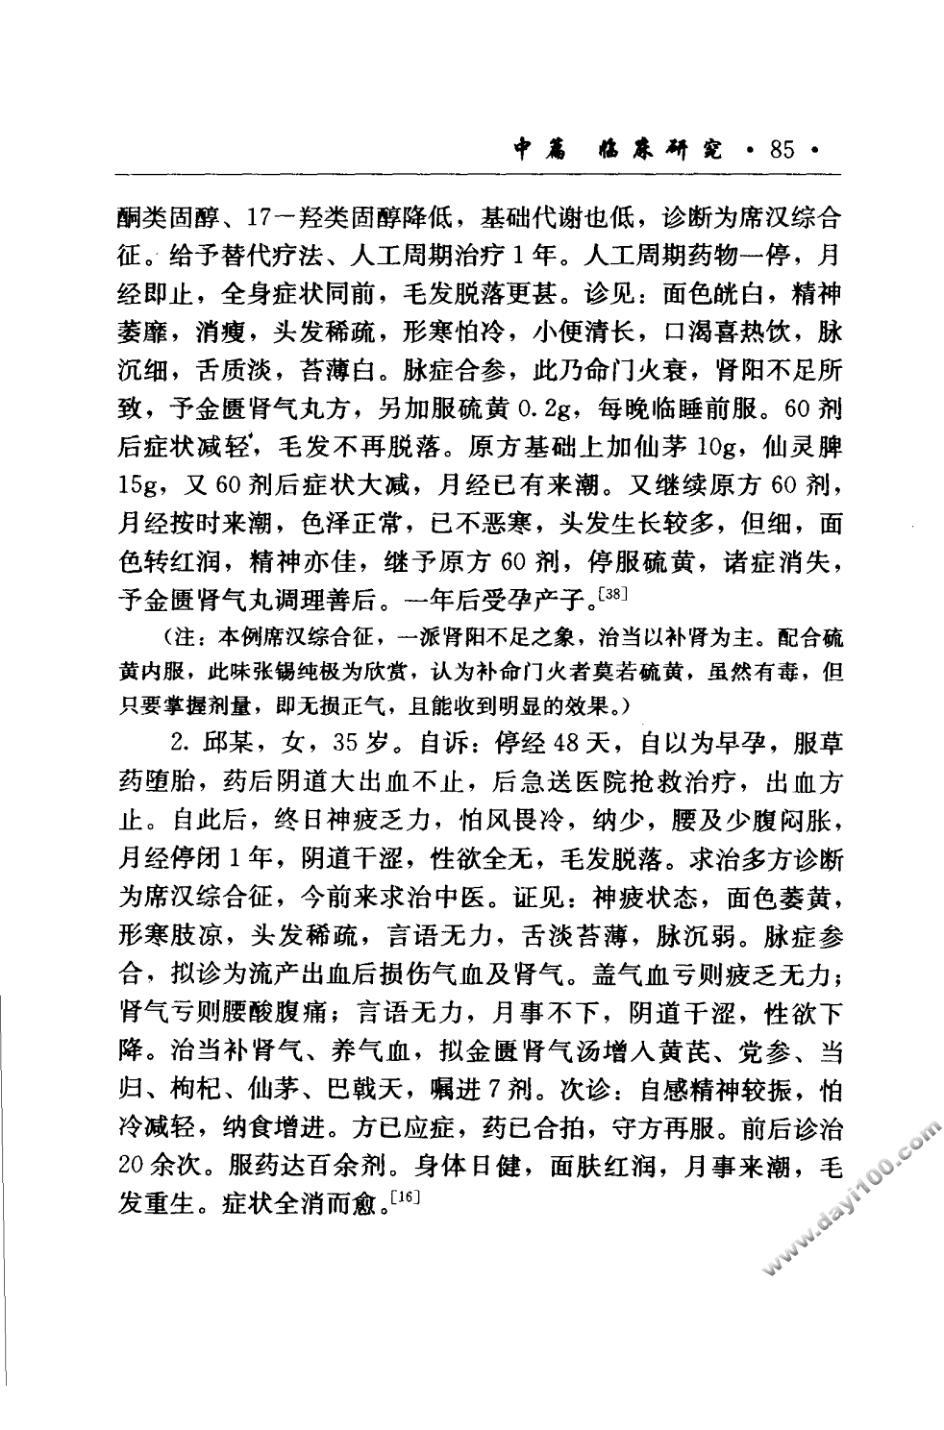 中篇 临床研究 · 85 ·
酮类固醇、17－羟类固醇降低，基础代谢也低，诊断为席汉综合
征。给予替代疗法、人工周期治疗 1 年。人工周期药物一停，月
经即止，全身症状同前，毛发脱落更甚。诊见：面色㿠白，精神
萎靡，消瘦，头发稀疏，形寒怕冷，小便清长，口渴喜热饮，脉
沉细，舌质淡，苔薄白。脉症合参，此乃命门火衰，肾阳不足所
致，予金匮肾气丸方，另加服硫黄 0.2g，每晚临睡前服。60 剂
后症状减轻，毛发不再脱落。原方基础上加仙茅 10g，仙灵脾
15g，又 60 剂后症状大减，月经已有来潮。又继续原方 60 剂，
月经按时来潮，色泽正常，已不恶寒，头发生长较多，但细，面
色转红润，精神亦佳，继予原方 60 剂，停服硫黄，诸症消失，
予金匮肾气丸调理善后。一年后受孕产子。[38]
（注：本例席汉综合征，一派肾阳不足之象，治当以补肾为主。配合硫
黄内服，此味张锡纯极为欣赏，认为补命门火者莫若硫黄，虽然有毒，但
只要掌握剂量，即无损正气，且能收到明显的效果。）
2. 邱某，女，35 岁。自诉：停经 48 天，自以为早孕，服草
药堕胎，药后阴道大出血不止，后急送医院抢救治疗，出血方
止。自此后，终日神疲乏力，怕风畏冷，纳少，腰及少腹闷胀，
月经停闭 1 年，阴道干涩，性欲全无，毛发脱落。求治多方诊断
为席汉综合征，今前来求治中医。证见：神疲状态，面色萎黄，
形寒肢凉，头发稀疏，言语无力，舌淡苔薄，脉沉弱。脉症参
合，拟诊为流产出血后损伤气血及肾气。盖气血亏则疲乏无力；
肾气亏则腰酸腹痛；言语无力，月事不下，阴道干涩，性欲下
降。治当补肾气、养气血，拟金匮肾气汤增入黄芪、党参、当
归、枸杞、仙茅、巴戟天，嘱进 7 剂。次诊：自感精神较振，怕
冷减轻，纳食增进。方已应症，药已合拍，守方再服。前后诊治
20 余次。服药达百余剂。身体日健，面肤红润，月事来潮，毛
发重生。症状全消而愈。[16]
www.dayi100.com